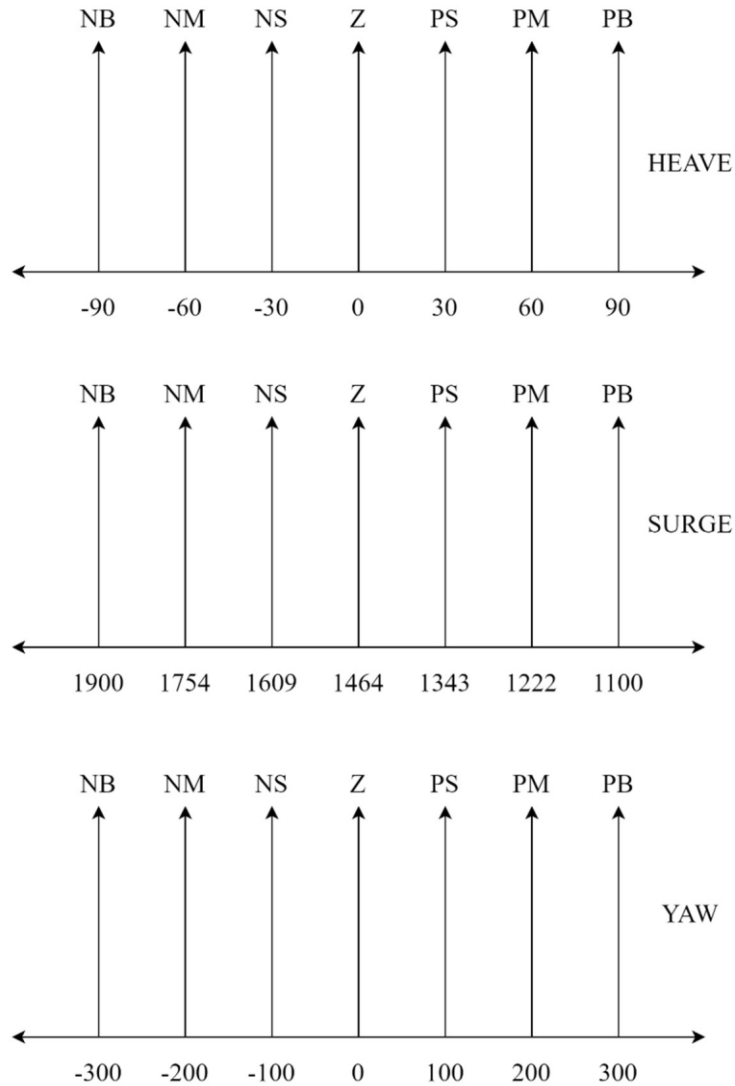 NB NM NS Z PS PM PB
HEAVE
-90 -60 -30 0 30 60 90
NB NM NS Z PS PM PB
SURGE
1900 1754 1609 1464 1343 1222 1100
NB NM NS Z PS PM PB
YAW
-300 -200 -100 0 100 200 300